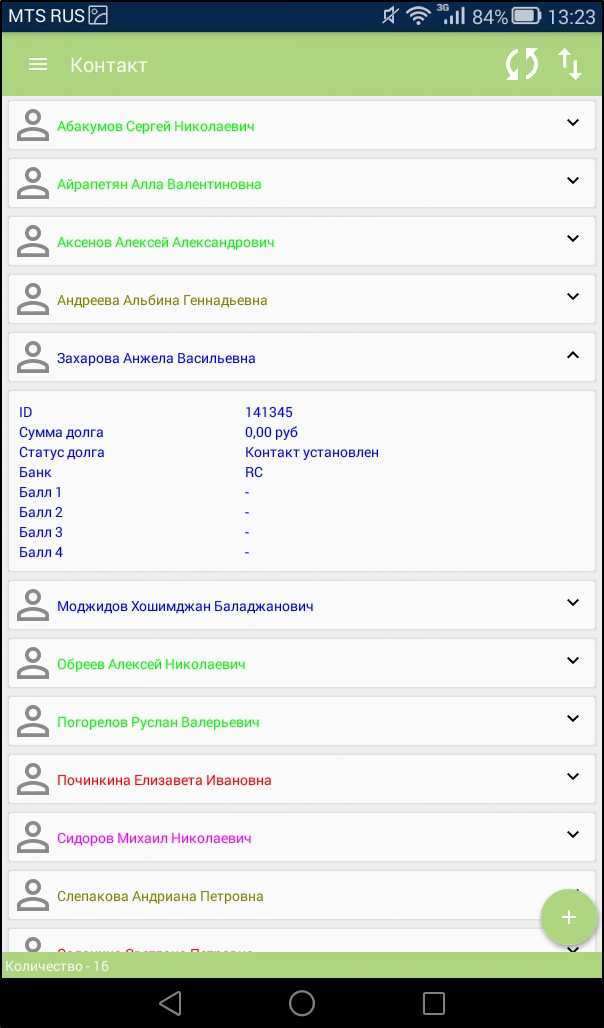 MTS RUS 3G 84% 13:23
Контакт
Абакумов Сергей Николаевич
Айрапетян Алла Валентиновна
Аксенов Алексей Александрович
Андреева Альбина Геннадьевна
Захарова Анжела Васильевна
ID 141345
Сумма долга 0,00 руб
Статус долга Контакт установлен
Банк RC
Балл 1 -
Балл 2 -
Балл 3 -
Балл 4 -
Моджидов Хошимджан Баладжанович
Обреев Алексей Николаевич
Погорелов Руслан Валерьевич
Починкина Елизавета Ивановна
Сидоров Михаил Николаевич
Слепакова Андриана Петровна
Светлана Петровна
Количество - 16